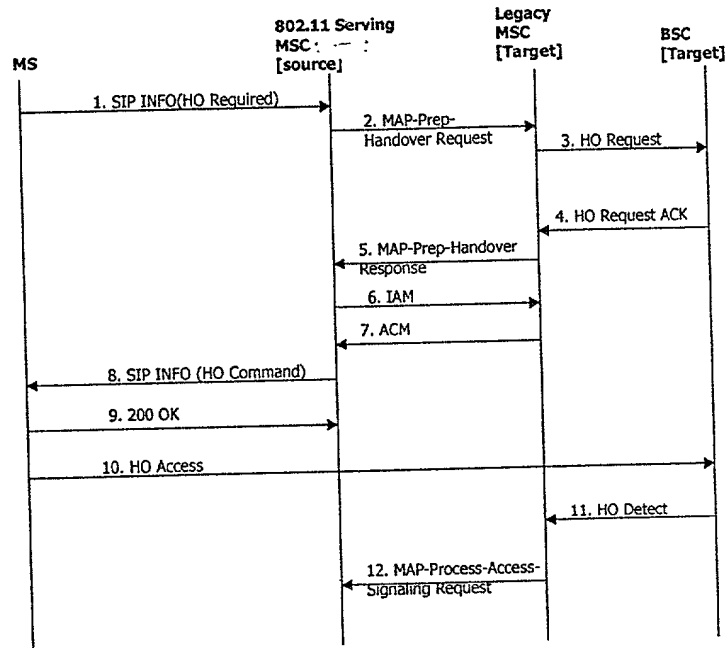 MS
802.11 Serving
MSC
[source]
Legacy
MSC
[Target]
BSC
[Target]
1. SIP INFO(HO Required)
2. MAP-Prep-
Handover Request
3. HO Request
4. HO Request ACK
5. MAP-Prep-Handover
Response
6. IAM
7. ACM
8. SIP INFO (HO Command)
9. 200 OK
10. HO Access
11. HO Detect
12. MAP-Process-Access-
Signaling Request